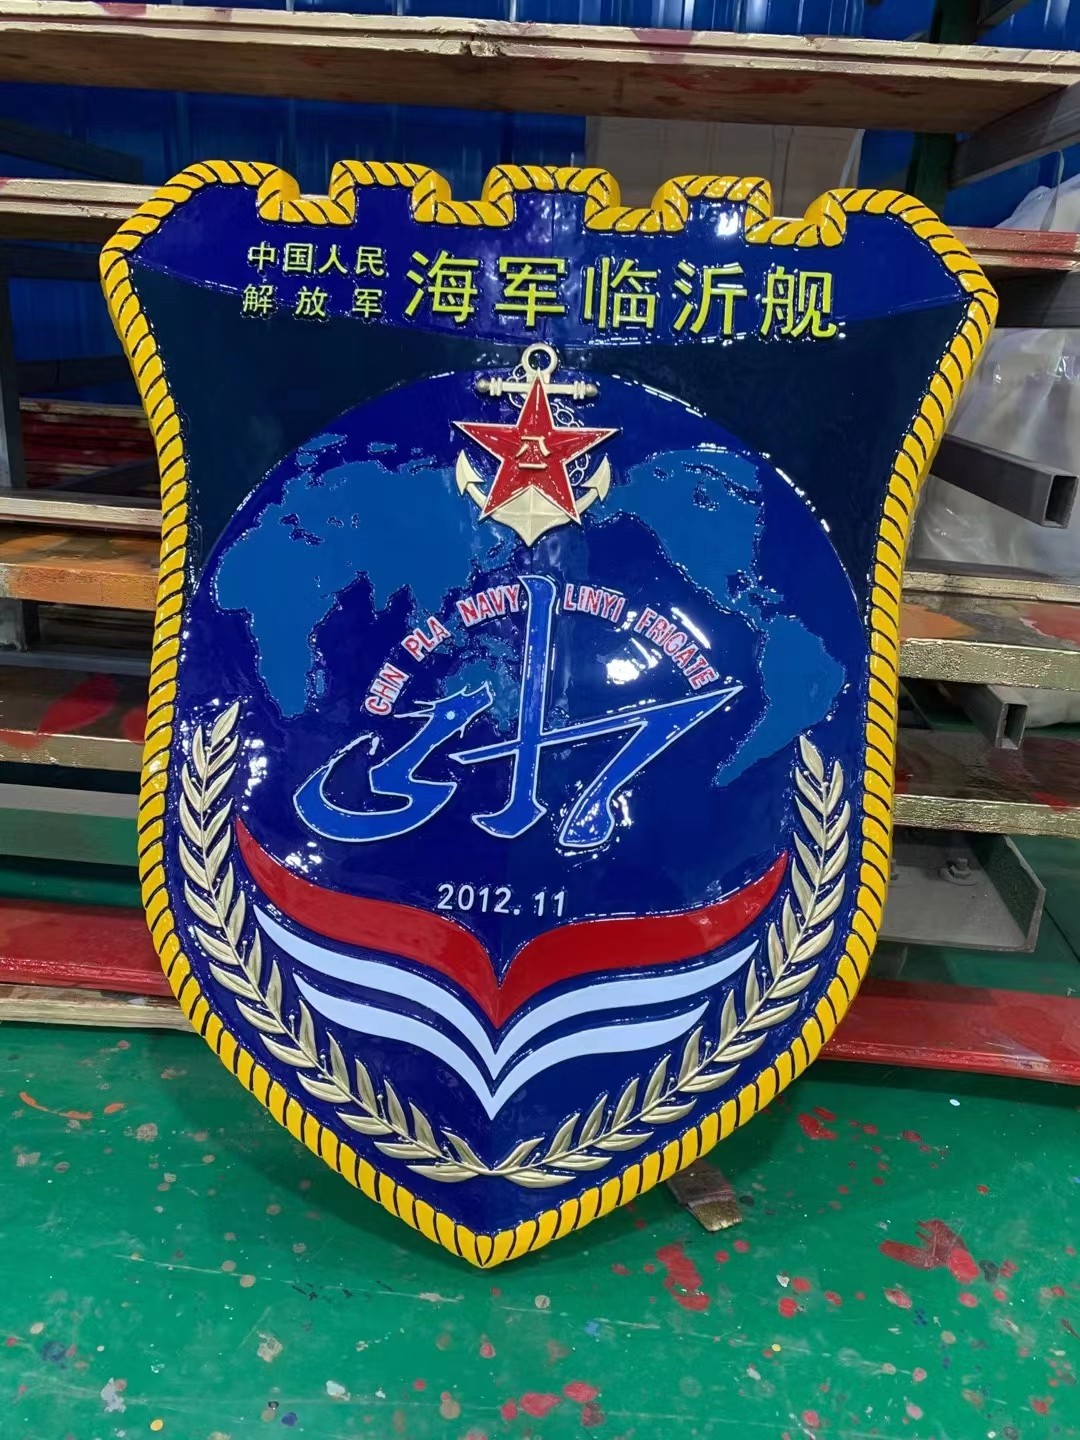 中国人民
解放军
海军临沂舰
八一
CHN PLA NAVY LINYI FRIGATE
2012.11